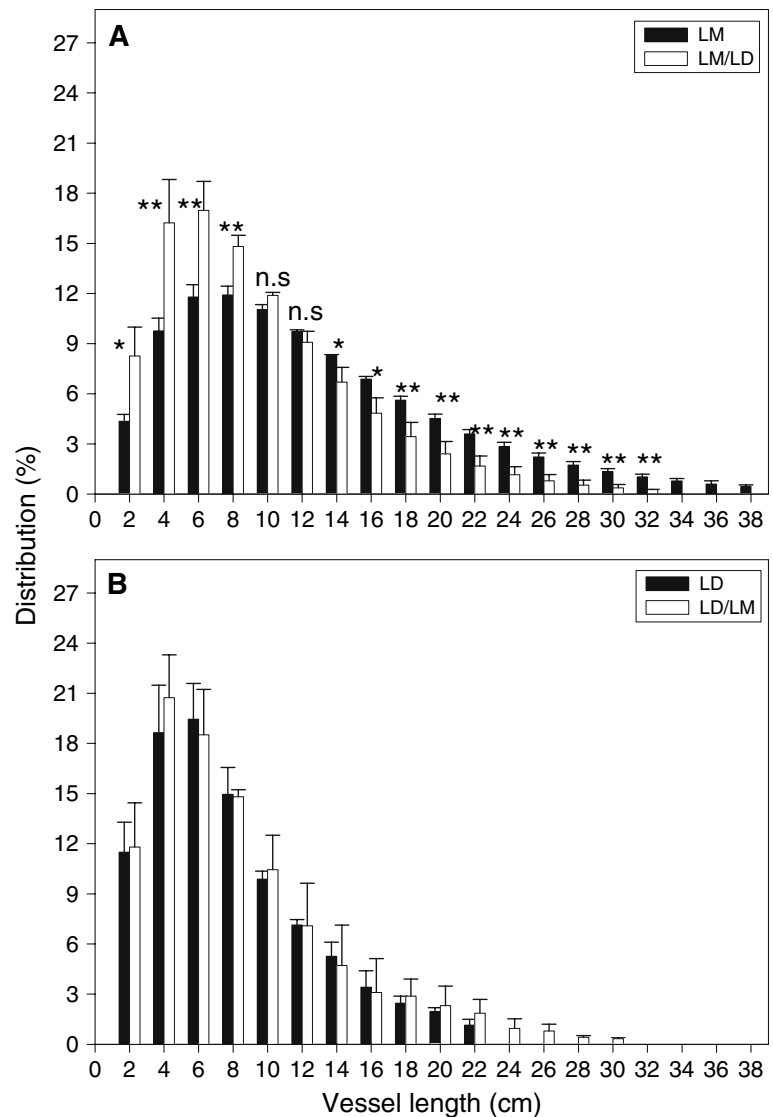 Distribution (%)
A
LM
LM/LD
27
24
21
18
15
12
9
6
3
0
* ** ** ** n.s n.s * * ** ** ** ** ** ** ** **
0 2 4 6 8 10 12 14 16 18 20 22 24 26 28 30 32 34 36 38
B
LD
LD/LM
27
24
21
18
15
12
9
6
3
0
0 2 4 6 8 10 12 14 16 18 20 22 24 26 28 30 32 34 36 38
Vessel length (cm)